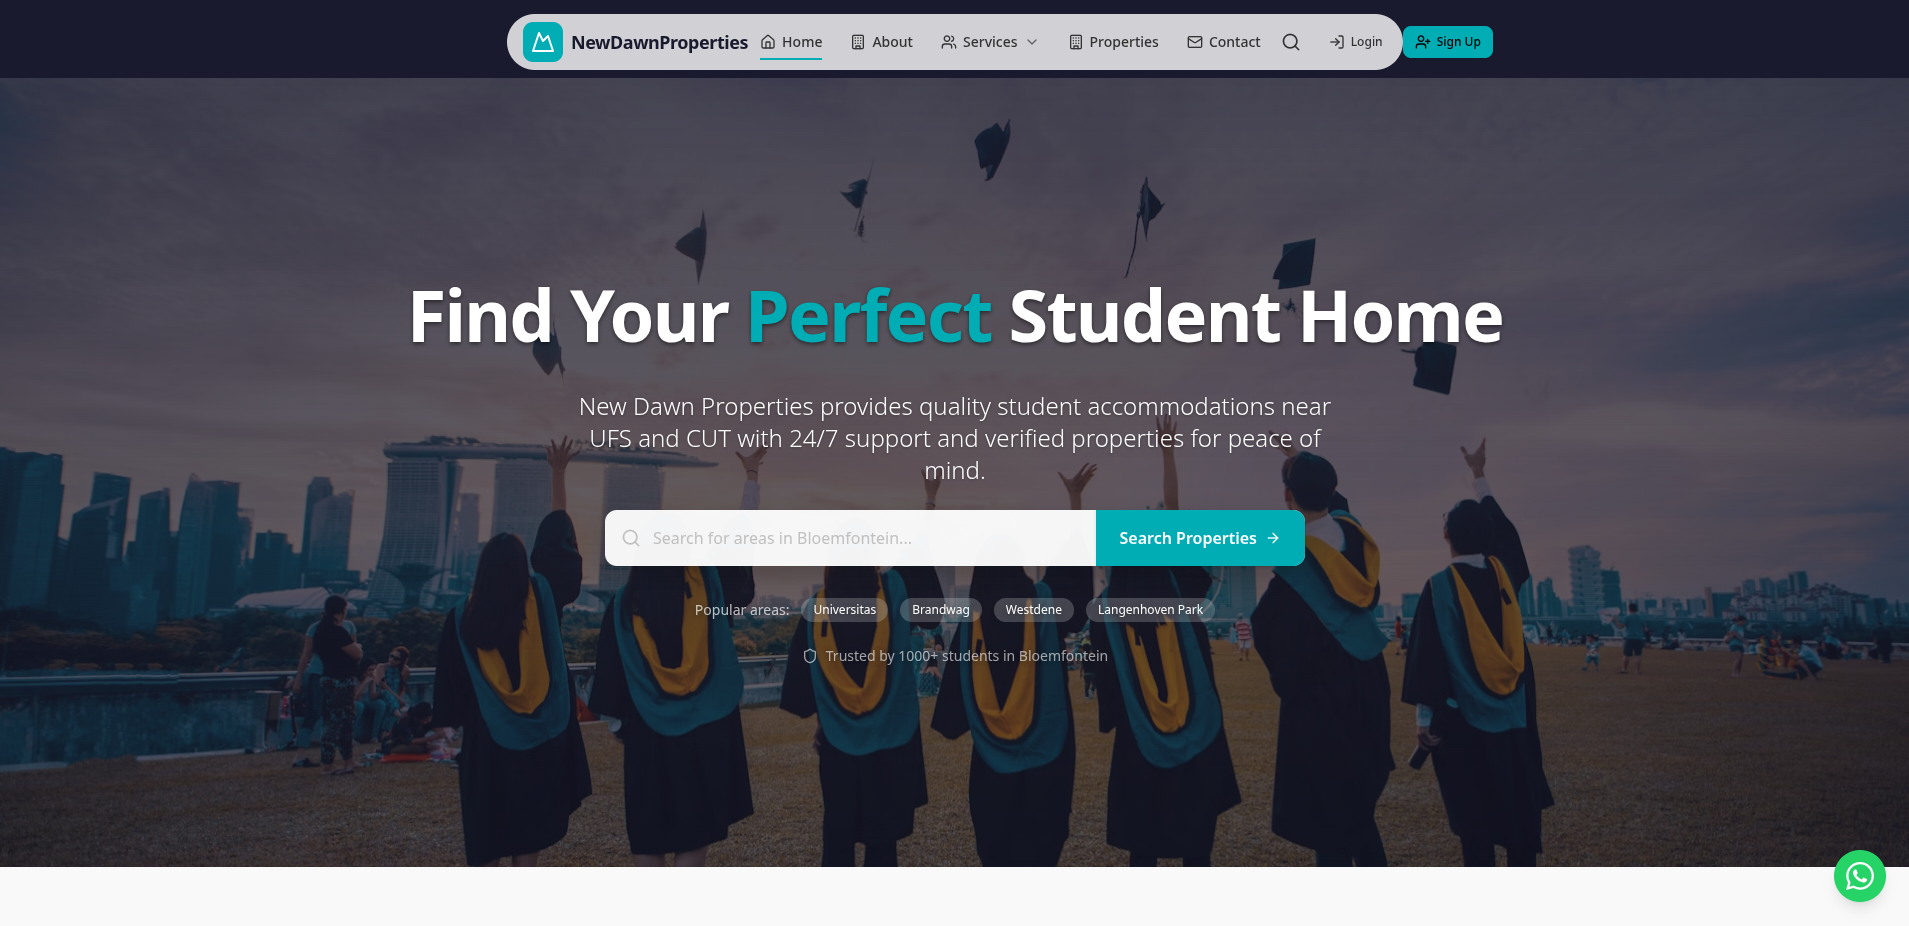 NewDawnProperties Home About Services Properties Contact Login Sign Up
Find Your Perfect Student Home
New Dawn Properties provides quality student accommodations near
UFS and CUT with 24/7 support and verified properties for peace of
mind.
Search for areas in Bloemfontein... Search Properties
Popular areas: Universitas Brandwag Westdene Langenhoven Park
Trusted by 1000+ students in Bloemfontein